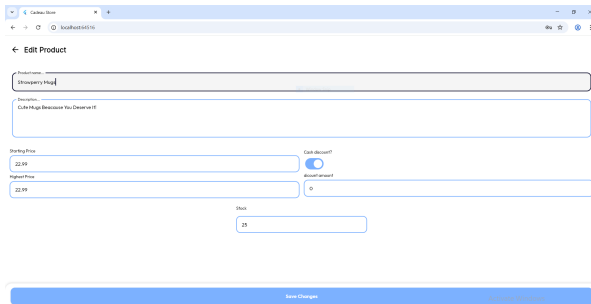 Cadeau Store
localhost:64516
Edit Product
Product name...
Strawperry Mugs
Description...
Cute Mugs Beacause You Deserve It!
Starting Price
Cash discount?
22.99
Highest Price
discount amount
22.99
0
Stock
25
Save Changes